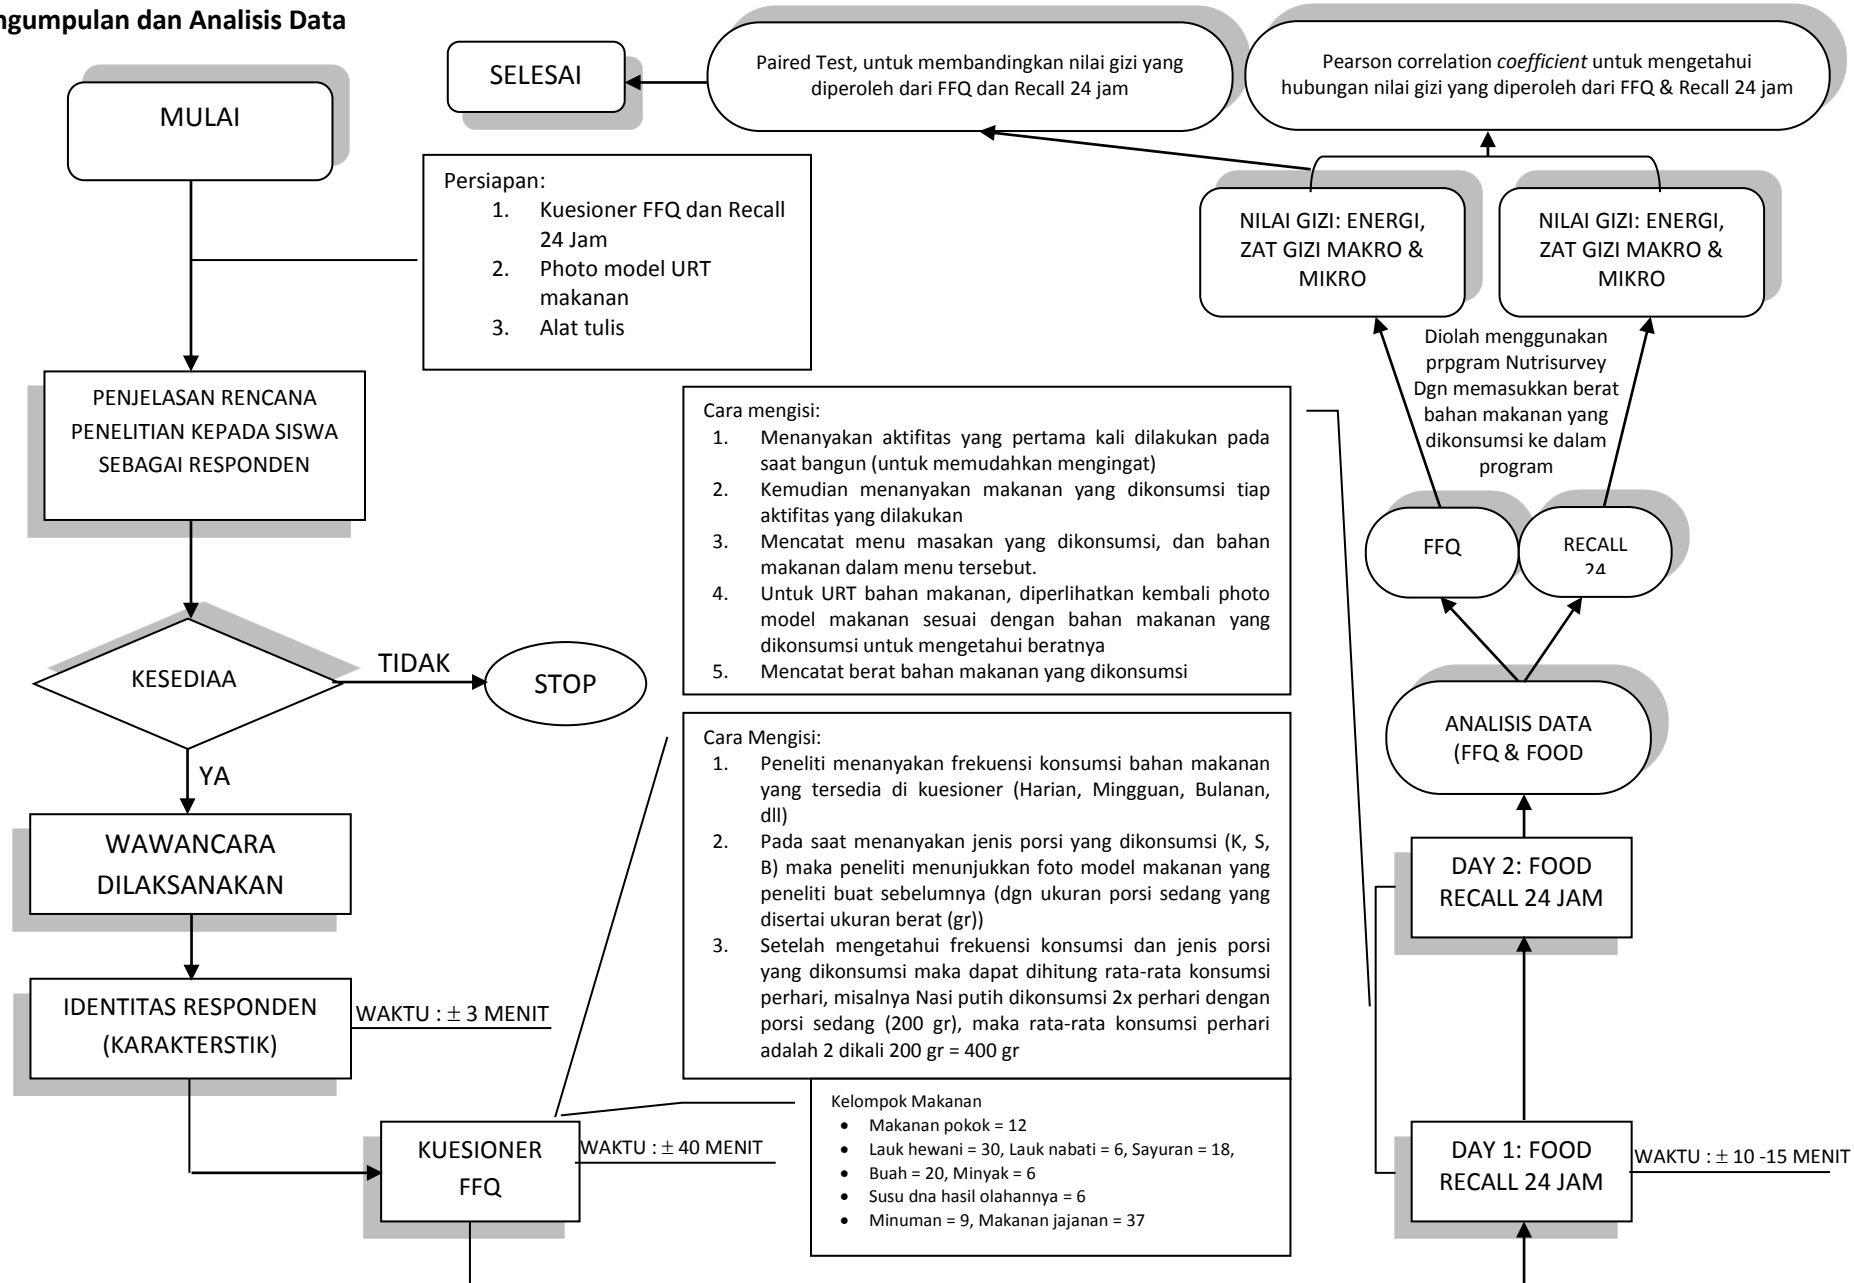 ngumpulan dan Analisis Data
MULAI
Persiapan:
1. Kuesioner FFQ dan Recall
24 Jam
2. Photo model URT
makanan
3. Alat tulis
PENJELASAN RENCANA
PENELITIAN KEPADA SISWA
SEBAGAI RESPONDEN
KESEDIAA
TIDAK
STOP
YA
WAWANCARA
DILAKSANAKAN
IDENTITAS RESPONDEN
(KARAKTERSTIK)
WAKTU : ± 3 MENIT
KUESIONER
FFQ
WAKTU : ± 40 MENIT
Cara Mengisi:
1. Peneliti menanyakan frekuensi konsumsi bahan makanan
yang tersedia di kuesioner (Harian, Mingguan, Bulanan,
dll)
2. Pada saat menanyakan jenis porsi yang dikonsumsi (K, S,
B) maka peneliti menunjukkan foto model makanan yang
peneliti buat sebelumnya (dgn ukuran porsi sedang yang
disertai ukuran berat (gr))
3. Setelah mengetahui frekuensi konsumsi dan jenis porsi
yang dikonsumsi maka dapat dihitung rata-rata konsumsi
perhari, misalnya Nasi putih dikonsumsi 2x perhari dengan
porsi sedang (200 gr), maka rata-rata konsumsi perhari
adalah 2 dikali 200 gr = 400 gr
Kelompok Makanan
• Makanan pokok = 12
• Lauk hewani = 30, Lauk nabati = 6, Sayuran = 18,
• Buah = 20, Minyak = 6
• Susu dna hasil olahannya = 6
• Minuman = 9, Makanan jajanan = 37
DAY 1: FOOD
RECALL 24 JAM
WAKTU : ± 10 -15 MENIT
DAY 2: FOOD
RECALL 24 JAM
Cara mengisi:
1. Menanyakan aktifitas yang pertama kali dilakukan pada
saat bangun (untuk memudahkan mengingat)
2. Kemudian menanyakan makanan yang dikonsumsi tiap
aktifitas yang dilakukan
3. Mencatat menu masakan yang dikonsumsi, dan bahan
makanan dalam menu tersebut.
4. Untuk URT bahan makanan, diperlihatkan kembali photo
model makanan sesuai dengan bahan makanan yang
dikonsumsi untuk mengetahui beratnya
5. Mencatat berat bahan makanan yang dikonsumsi
ANALISIS DATA
(FFQ & FOOD
FFQ
RECALL
24
Diolah menggunakan
prpgram Nutrisurvey
Dgn memasukkan berat
bahan makanan yang
dikonsumsi ke dalam
program
NILAI GIZI: ENERGI,
ZAT GIZI MAKRO &
MIKRO
NILAI GIZI: ENERGI,
ZAT GIZI MAKRO &
MIKRO
Pearson correlation coefficient untuk mengetahui
hubungan nilai gizi yang diperoleh dari FFQ & Recall 24 jam
Paired Test, untuk membandingkan nilai gizi yang
diperoleh dari FFQ dan Recall 24 jam
SELESAI